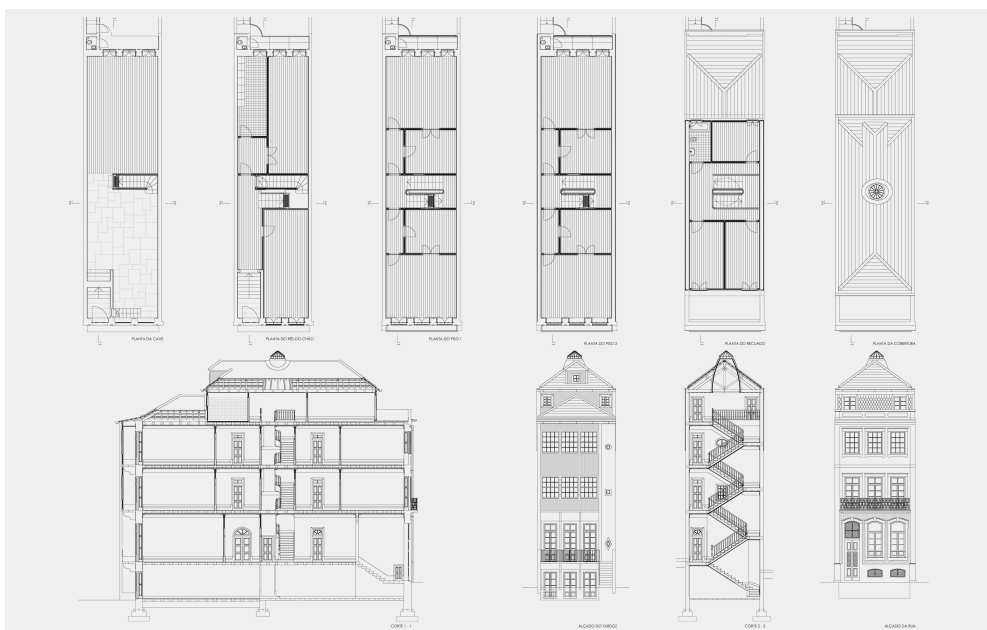 PLANTA DA CAVE
PLANTA DO RÉS-DO-CHÃO
PLANTA DO PISO 1
PLANTA DO PISO 2
PLANTA DO RECUADO
PLANTA DA COBERTURA
CORTE 1 - 1
ALÇADO DO TARDOZ
CORTE 2 - 2
ALÇADO DA RUA